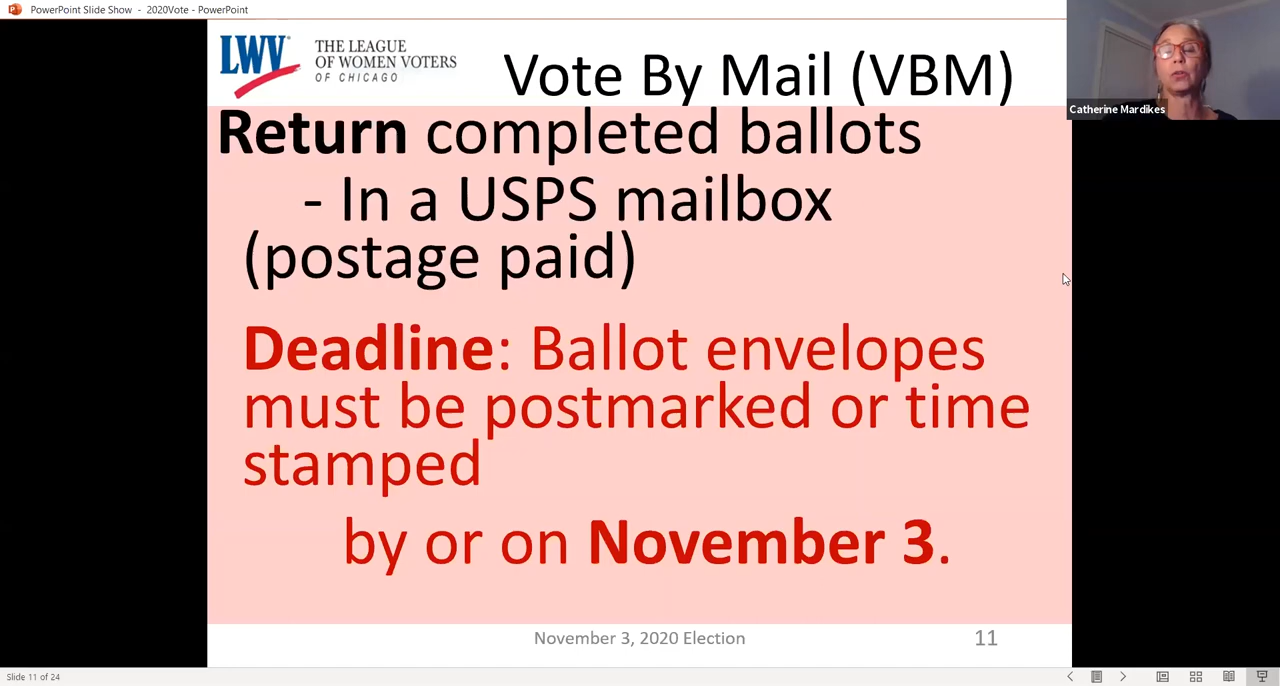 PowerPoint Slide Show - 2020Vote - PowerPoint
LWV
THE LEAGUE
OF WOMEN VOTERS
OF CHICAGO
Vote By Mail (VBM)
Catherine Mardikes
Return completed ballots
- In a USPS mailbox
(postage paid)
Deadline: Ballot envelopes
must be postmarked or time
stamped
by or on November 3.
November 3, 2020 Election
11
Slide 11 of 24